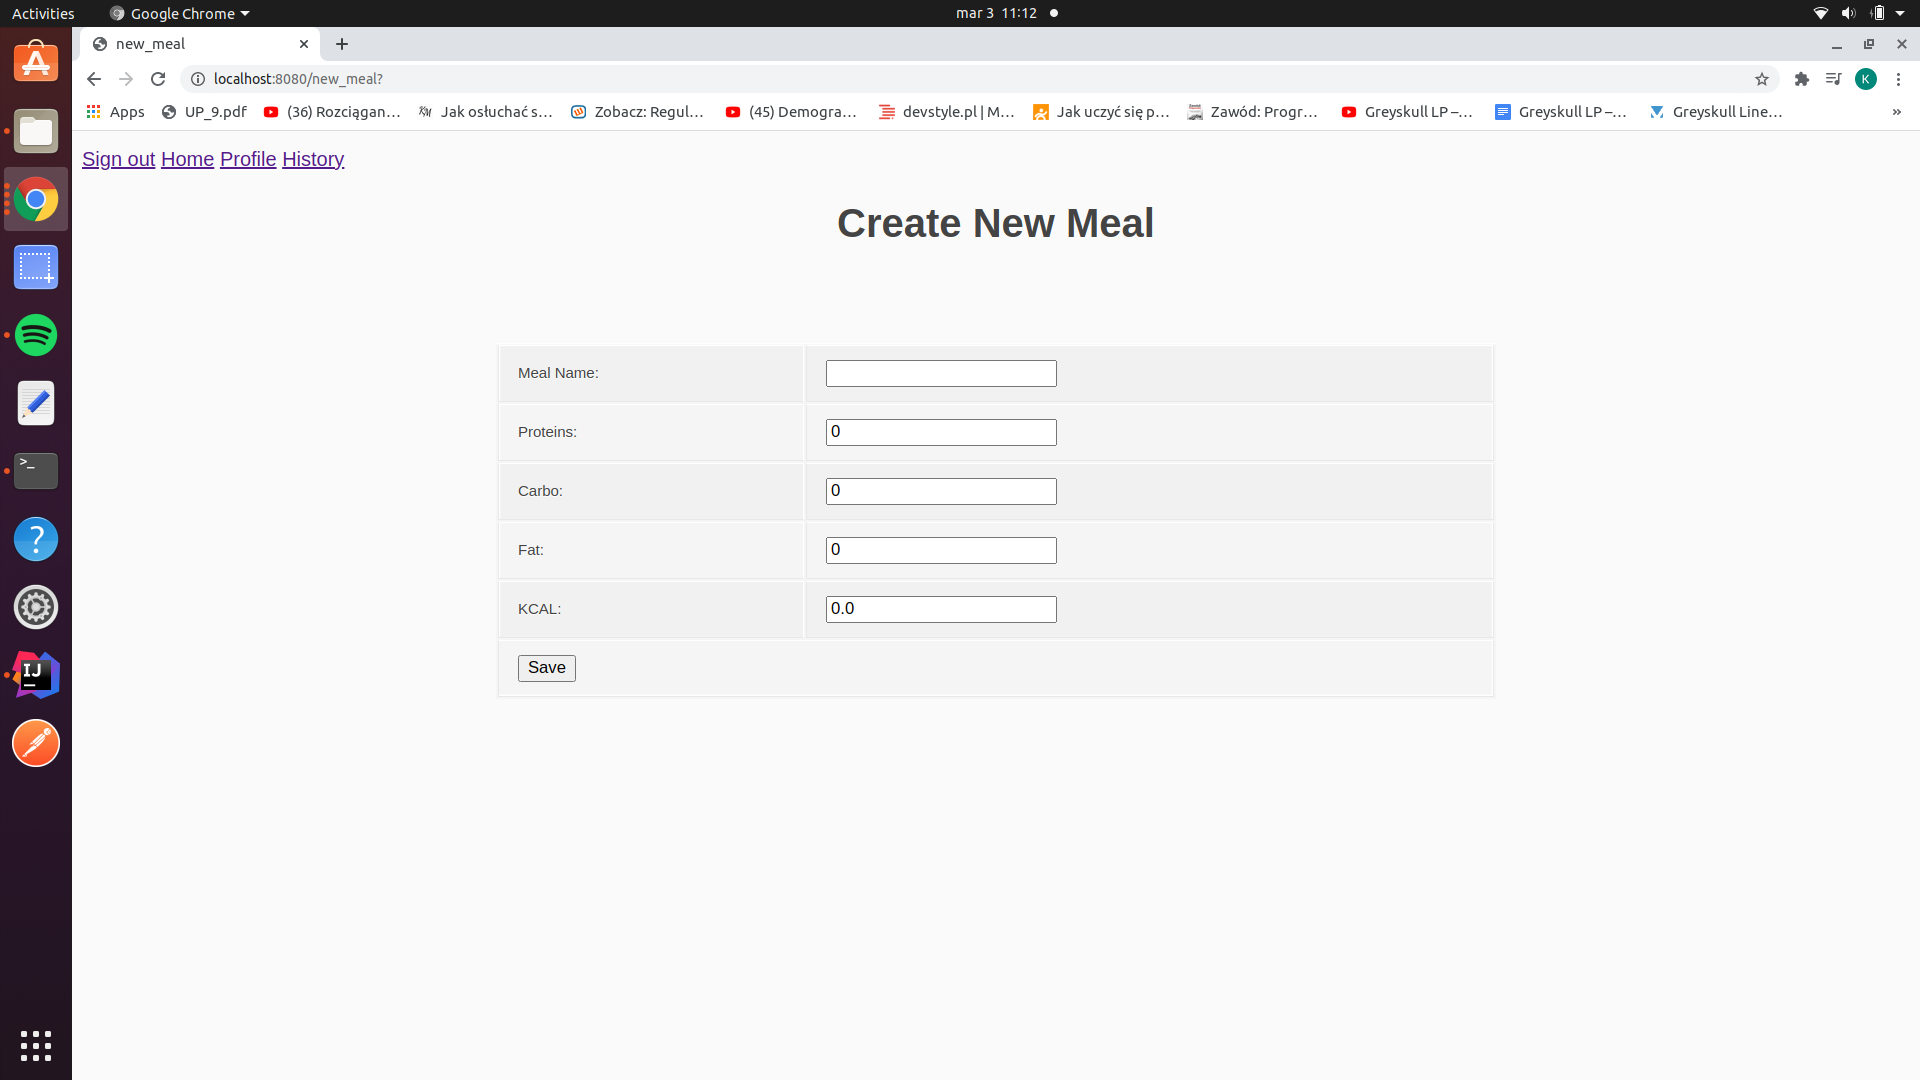 Activities Google Chrome mar 3 11:12
new_meal
localhost:8080/new_meal? K
Apps UP_9.pdf (36) Rozciągan… Jak osłuchać s… Zobacz: Regul… (45) Demogra… devstyle.pl | M… Jak uczyć się p… Zawód: Progr… Greyskull LP –… Greyskull LP –… Greyskull Line… »
Sign out Home Profile History
Create New Meal
Meal Name:
Proteins: 0
Carbo: 0
Fat: 0
KCAL: 0.0
Save
>_
?
IJ